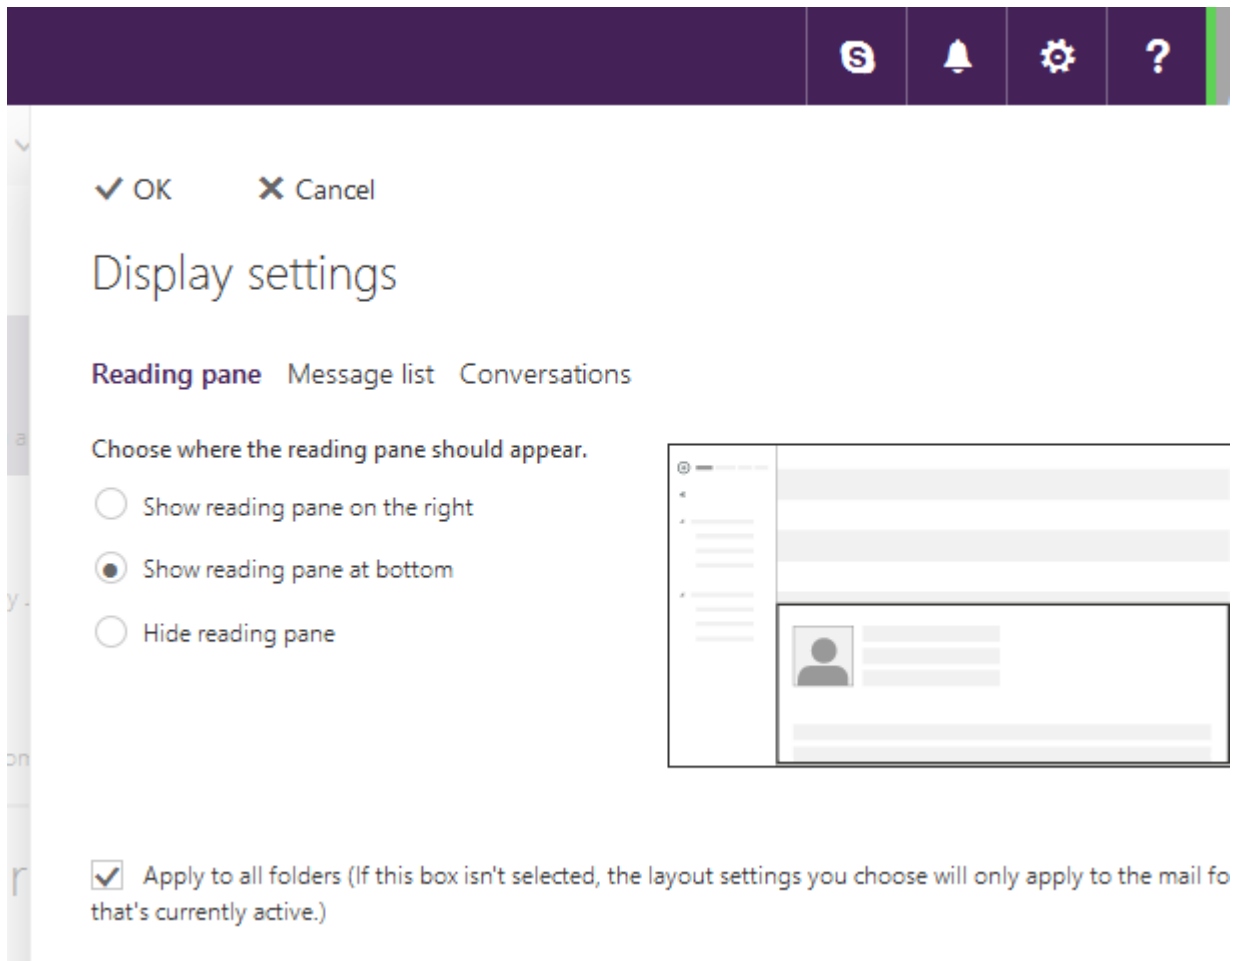 OK Cancel
Display settings
Reading pane Message list Conversations
Choose where the reading pane should appear.
Show reading pane on the right
Show reading pane at bottom
Hide reading pane
Apply to all folders (If this box isn't selected, the layout settings you choose will only apply to the mail fo
that's currently active.)